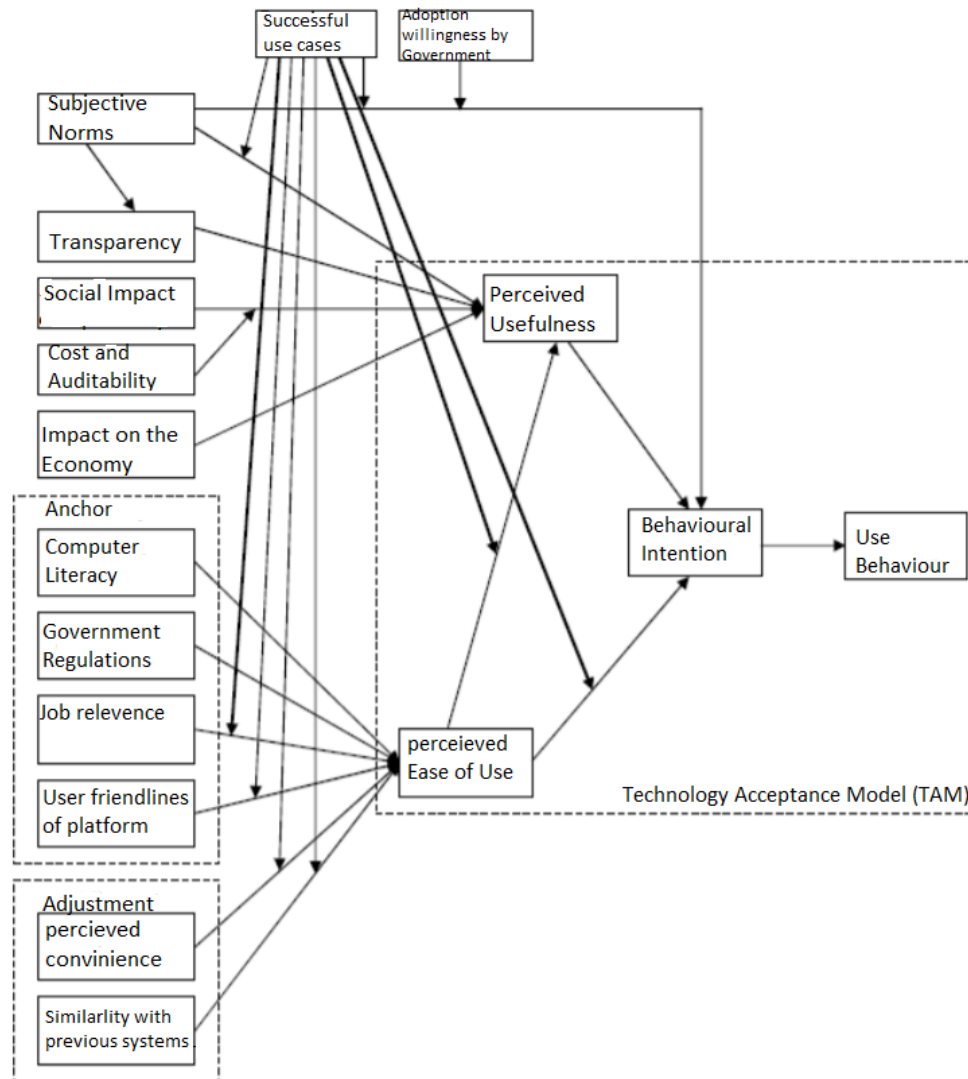 Successful
use cases
Adoption
willingness by
Government
Subjective
Norms
Transparency
Social Impact
Cost and
Auditability
Impact on the
Economy
Perceived
Usefulness
Anchor
Computer
Literacy
Government
Regulations
Job relevence
User friendlines
of platform
Behavioural
Intention
Use
Behaviour
perceieved
Ease of Use
Technology Acceptance Model (TAM)
Adjustment
percieved
convinience
Similarlity with
previous systems